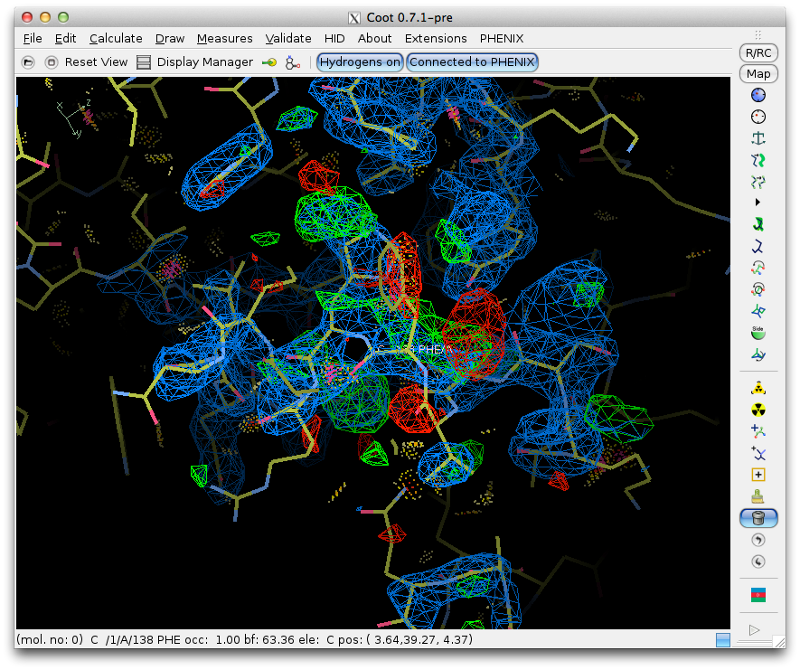 Coot 0.7.1-pre
File Edit Calculate Draw Measures Validate HID About Extensions PHENIX
Reset View Display Manager Hydrogens on Connected to PHENIX
R/RC
Map
Side
(mol. no: 0) C /1/A/138 PHE occ: 1.00 bf: 63.36 ele: C pos: ( 3.64,39.27, 4.37)